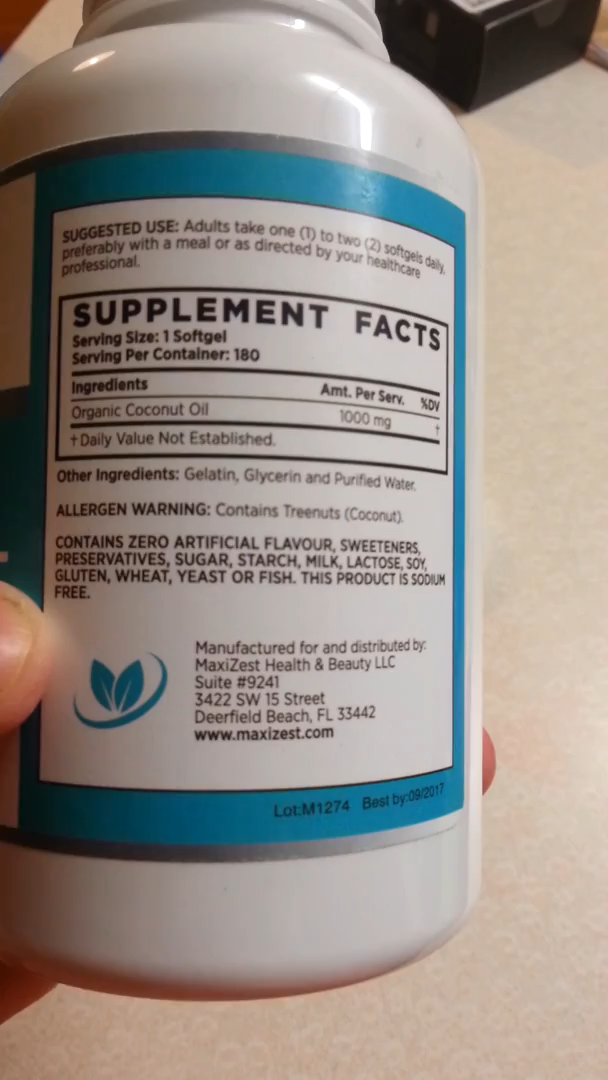 SUGGESTED USE: Adults take one (1) to two (2) softgels daily,
preferably with a meal or as directed by your healthcare
professional.
SUPPLEMENT FACTS
Serving Size: 1 Softgel
Serving Per Container: 180
Ingredients Amt. Per Serv. %DV
Organic Coconut Oil 1000 mg †
† Daily Value Not Established.
Other Ingredients: Gelatin, Glycerin and Purified Water.
ALLERGEN WARNING: Contains Treenuts (Coconut).
CONTAINS ZERO ARTIFICIAL FLAVOUR, SWEETENERS,
PRESERVATIVES, SUGAR, STARCH, MILK, LACTOSE, SOY,
GLUTEN, WHEAT, YEAST OR FISH. THIS PRODUCT IS SODIUM
FREE.
Manufactured for and distributed by:
MaxiZest Health & Beauty LLC
Suite #9241
3422 SW 15 Street
Deerfield Beach, FL 33442
www.maxizest.com
Lot:M1274 Best by:09/2017